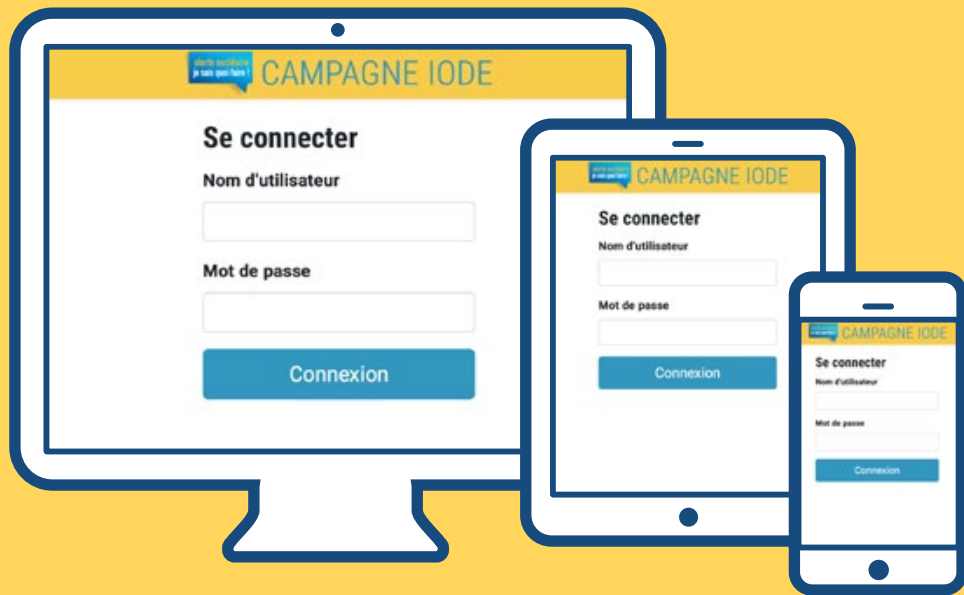 alerte nucléaire
je sais quoi faire !
CAMPAGNE IODE
Se connecter
Nom d'utilisateur
Mot de passe
Connexion
CAMPAGNE IODE
Se connecter
Nom d'utilisateur
Mot de passe
Connexion
CAMPAGNE IODE
Se connecter
Nom d'utilisateur
Mot de passe
Connexion